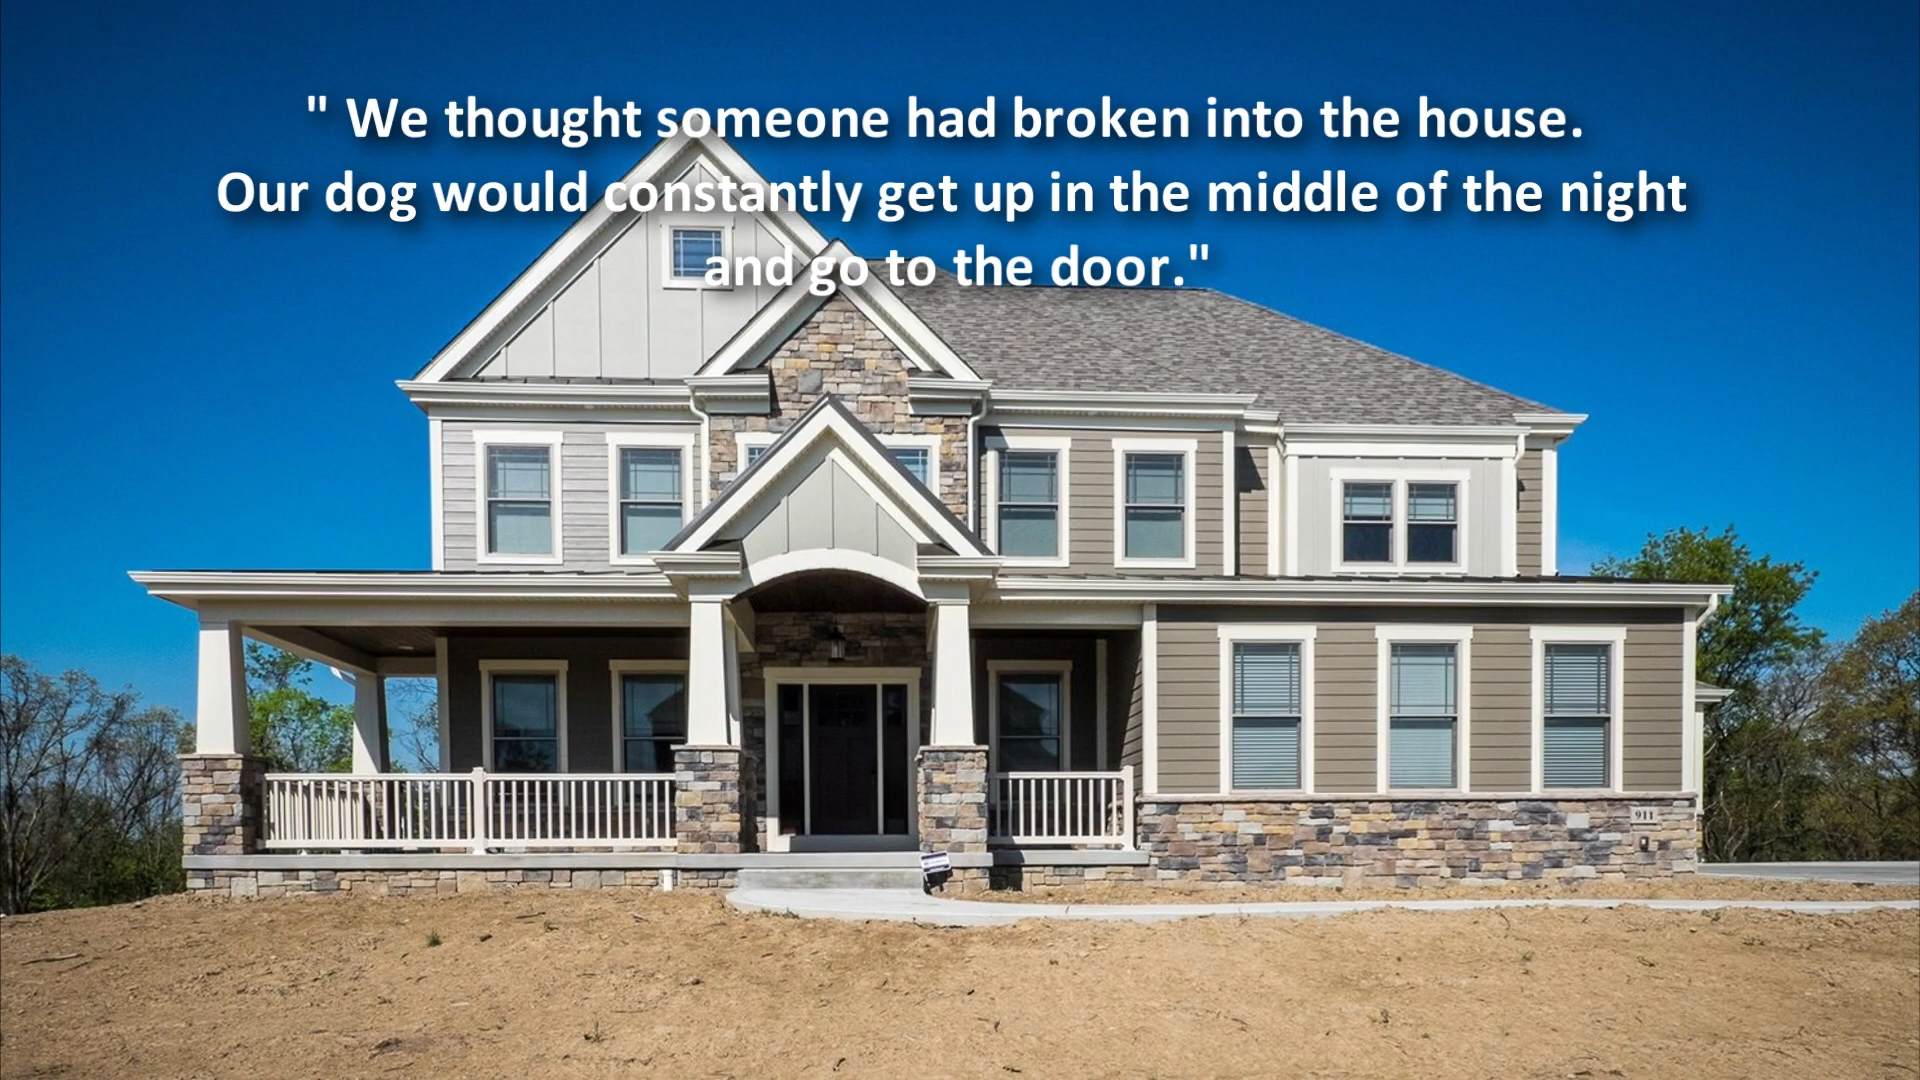 " We thought someone had broken into the house.
Our dog would constantly get up in the middle of the night
and go to the door."
911